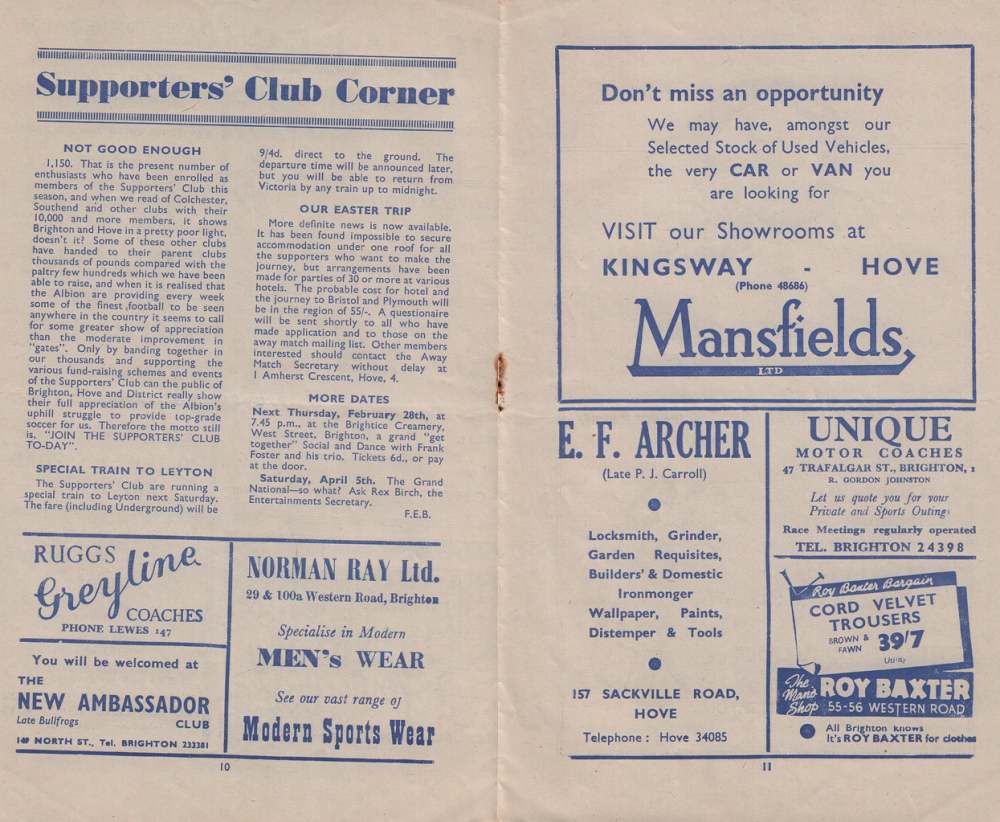 Supporters' Club Corner
NOT GOOD ENOUGH
1,150. That is the present number of
enthusiasts who have been enrolled as
members of the Supporters' Club this
season, and when we read of Colchester,
Southend and other clubs with their
10,000 and more members, it shows
Brighton and Hove in a pretty poor light,
doesn't it? Some of these other clubs
have handed to their parent clubs
thousands of pounds compared with the
paltry few hundreds which we have been
able to raise, and when it is realised that
the Albion are providing every week
some of the finest football to be seen
anywhere in the country it seems to call
for some greater show of appreciation
than the moderate improvement in
"gates". Only by banding together in
our thousands and supporting the
various fund-raising schemes and events
of the Supporters' Club can the public of
Brighton, Hove and District really show
their full appreciation of the Albion's
uphill struggle to provide top-grade
soccer for us. Therefore the motto still
is, "JOIN THE SUPPORTERS' CLUB
TO-DAY".
SPECIAL TRAIN TO LEYTON
The Supporters' Club are running a
special train to Leyton next Saturday.
The fare (including Underground) will be
9/4d. direct to the ground. The
departure time will be announced later,
but you will be able to return from
Victoria by any train up to midnight.
OUR EASTER TRIP
More definite news is now available.
It has been found impossible to secure
accommodation under one roof for all
the supporters who want to make the
journey, but arrangements have been
made for parties of 30 or more at various
hotels. The probable cost for hotel and
the journey to Bristol and Plymouth will
be in the region of 55/-. A questionaire
will be sent shortly to all who have
made application and to those on the
away match mailing list. Other members
interested should contact the Away
Match Secretary without delay at
1 Amherst Crescent, Hove, 4.
MORE DATES
Next Thursday, February 28th, at
7.45 p.m., at the Brightice Creamery,
West Street, Brighton, a grand "get
together" Social and Dance with Frank
Foster and his trio. Tickets 6d., or pay
at the door.
Saturday, April 5th. The Grand
National—so what? Ask Rex Birch, the
Entertainments Secretary.
F.E.B.
RUGGS
Greyline
COACHES
PHONE LEWES 147
You will be welcomed at
THE
NEW AMBASSADOR
Late Bullfrogs CLUB
149 NORTH ST., Tel. BRIGHTON 233381
NORMAN RAY Ltd.
29 & 100a Western Road, Brighton
Specialise in Modern
MEN's WEAR
See our vast range of
Modern Sports Wear
10
Don't miss an opportunity
We may have, amongst our
Selected Stock of Used Vehicles,
the very CAR or VAN you
are looking for
VISIT our Showrooms at
KINGSWAY - HOVE
(Phone 48686)
Mansfields,
LTD
E. F. ARCHER
(Late P. J. Carroll)
Locksmith, Grinder,
Garden Requisites,
Builders' & Domestic
Ironmonger
Wallpaper, Paints,
Distemper & Tools
157 SACKVILLE ROAD,
HOVE
Telephone: Hove 34085
UNIQUE
MOTOR COACHES
47 TRAFALGAR ST., BRIGHTON, 1
R. GORDON JOHNSTON
Let us quote you for your
Private and Sports Outings
Race Meetings regularly operated
TEL. BRIGHTON 24398
Roy Baxter Bargain
CORD VELVET
TROUSERS
BROWN & FAWN 39/7
Utility
The Mans Shop ROY BAXTER
55-56 WESTERN ROAD
All Brighton knows
It's ROY BAXTER for clothes
11